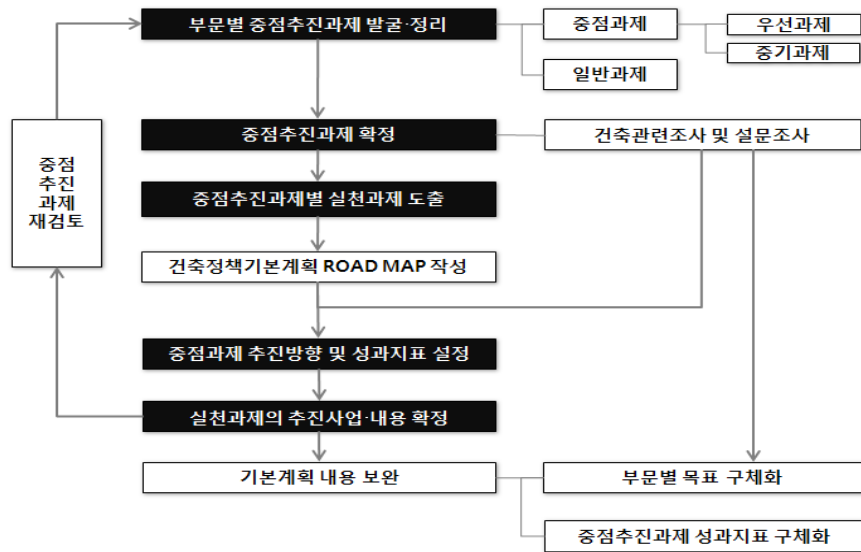 부문별 중점추진과제 발굴·정리
중점과제
우선과제
중기과제
일반과제
중점
추진
과제
재검토
중점추진과제 확정
건축관련조사 및 설문조사
중점추진과제별 실천과제 도출
건축정책기본계획 ROAD MAP 작성
중점과제 추진방향 및 성과지표 설정
실천과제의 추진사업·내용 확정
기본계획 내용 보완
부문별 목표 구체화
중점추진과제 성과지표 구체화